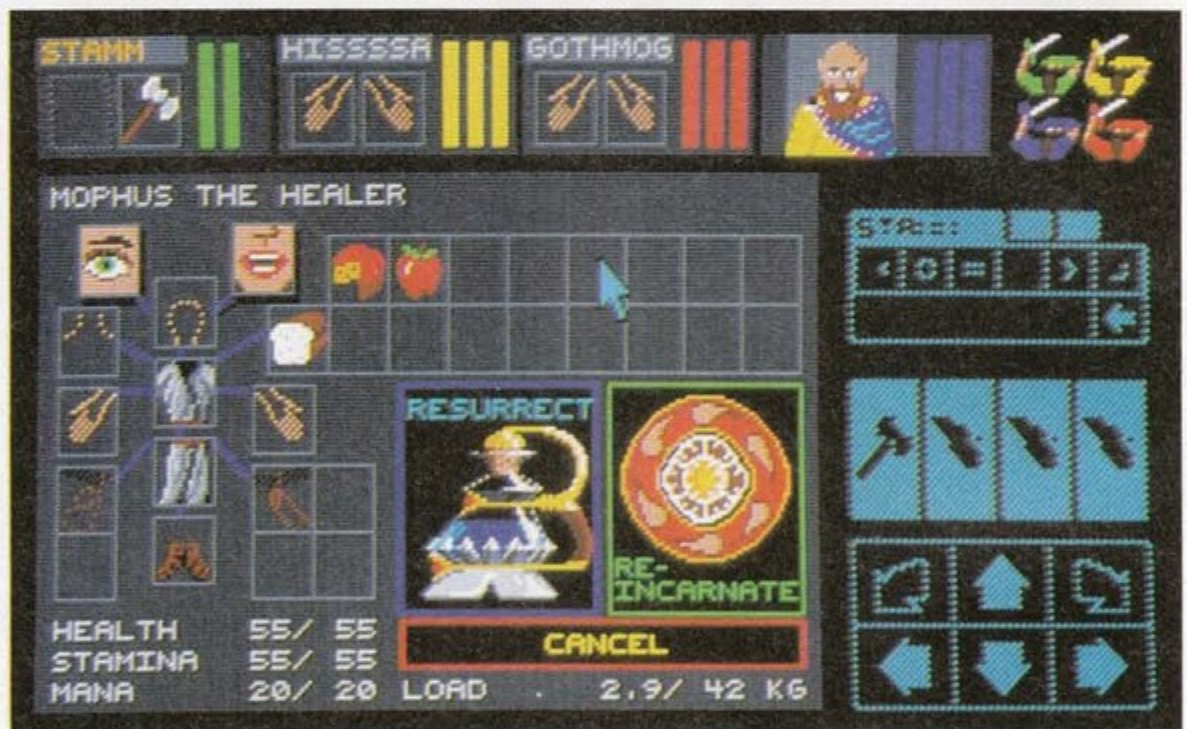 STAMM
HISSSSA
GOTHMOG
MOPHUS THE HEALER
RESURRECT
RE-
INCARNATE
CANCEL
HEALTH 55/ 55
STAMINA 55/ 55
MANA 20/ 20
LOAD . 2.9/ 42 KG